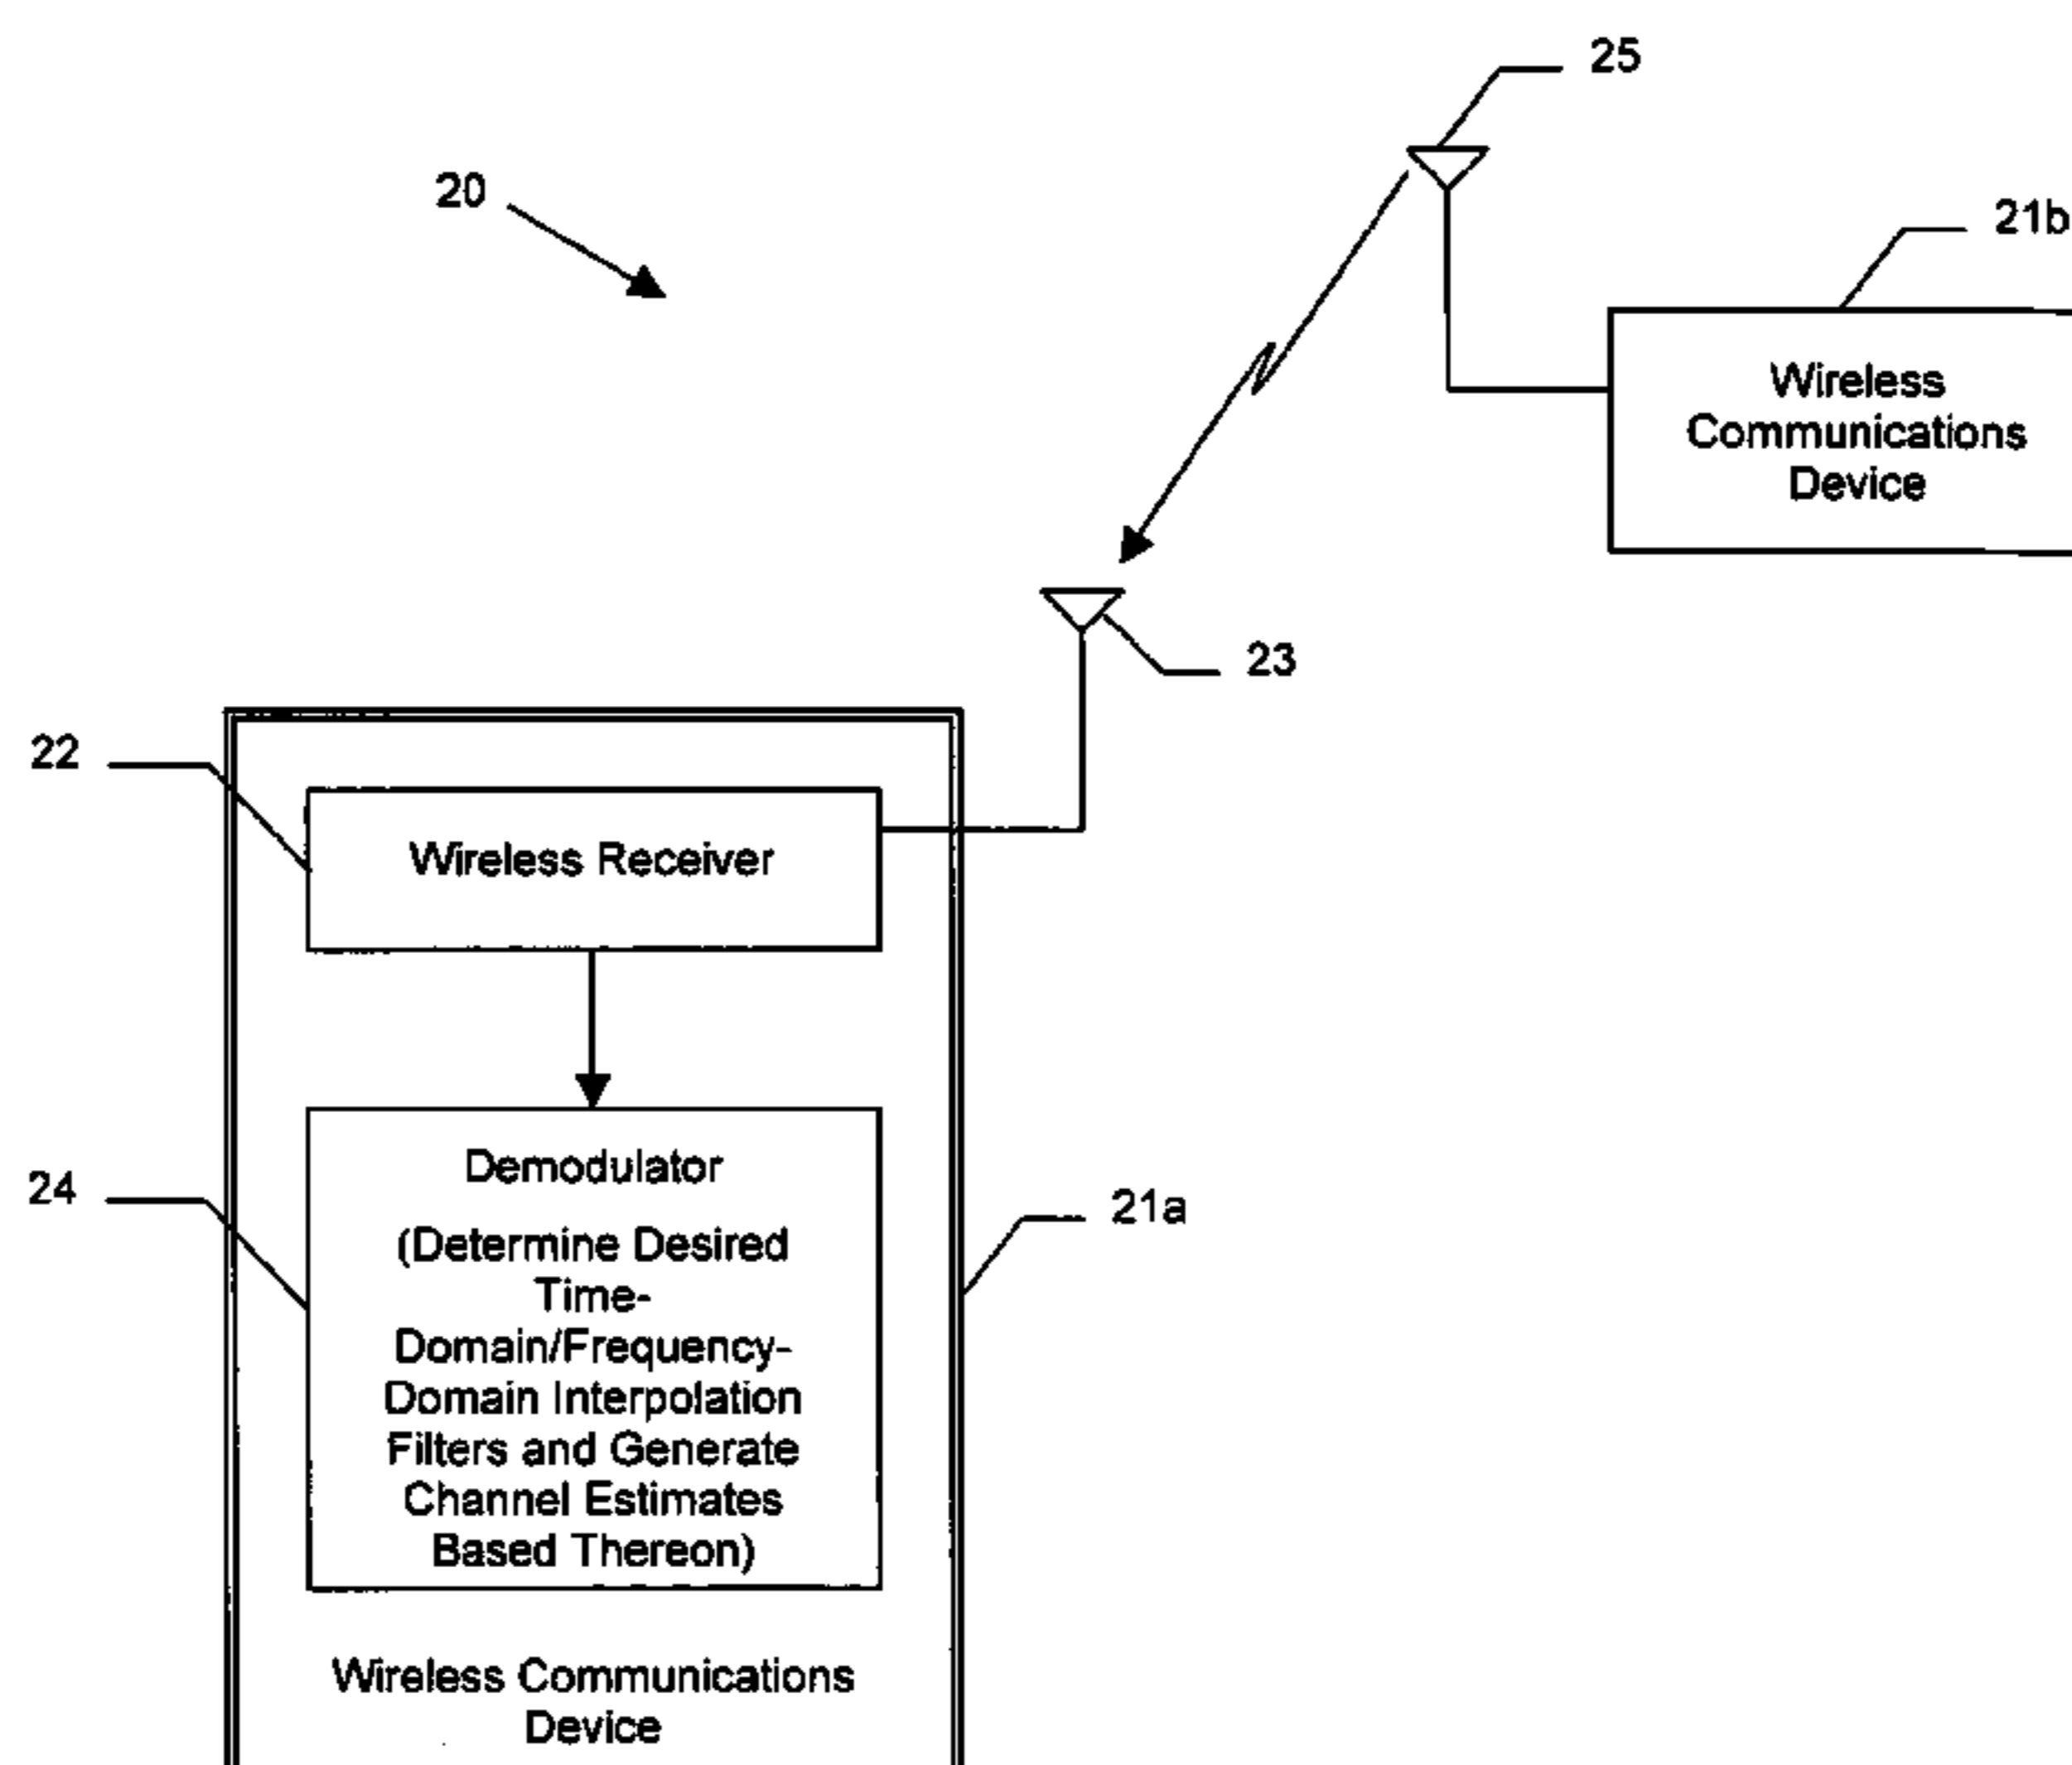 25
20
21b
Wireless
Communications
Device
23
22
Wireless Receiver
24
Demodulator
21a
(Determine Desired
Time-
Domain/Frequency-
Domain Interpolation
Filters and Generate
Channel Estimates
Based Thereon)
Wireless Communications
Device